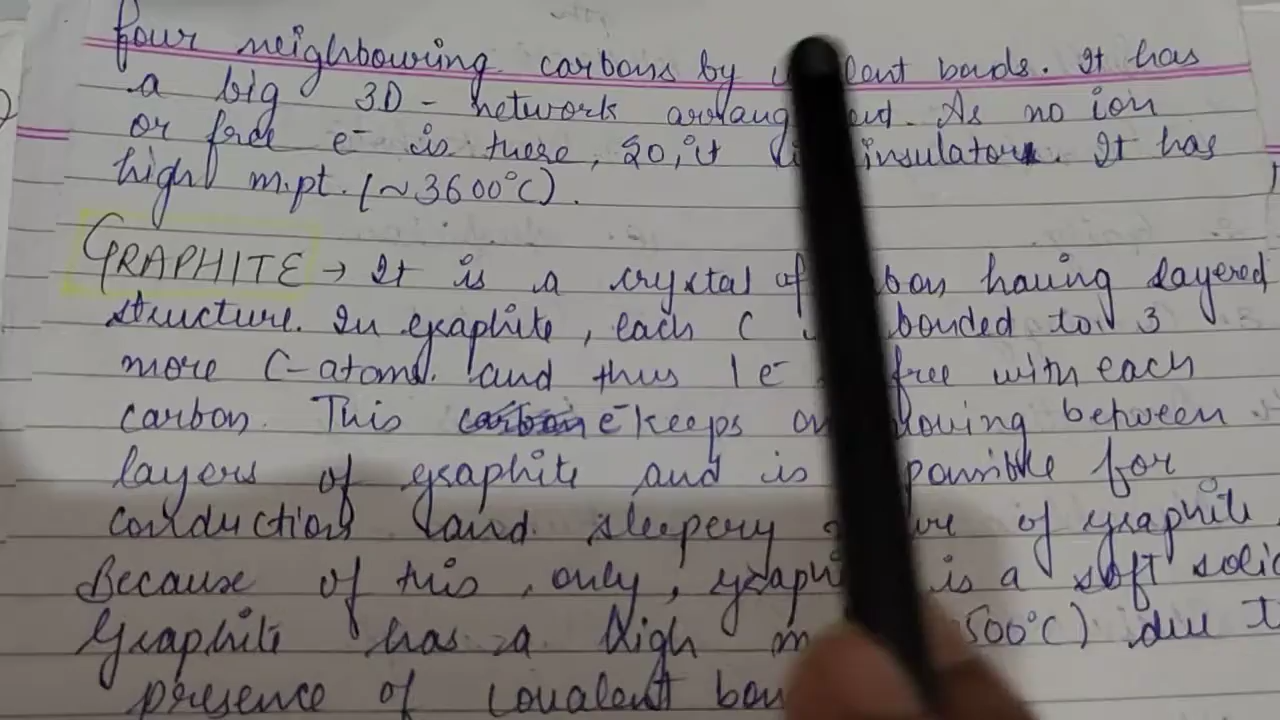 four neighbouring carbons by bonds. It has
a big 3D - network As no ion
or free e⁻ is there, so, it insulator. It has
high m.pt. (~3600°C).
GRAPHITE → It is a crystal of having layered
structure. In graphite, each C bonded to 3
more C-atoms. and thus 1e⁻ free with each
carbon. This e⁻ keeps on between
layers of graphite and is for
conduction and sleepery of graphite
Because of this, only, is a soft solid
Graphite has a high 500°C) due t
presence of covalent